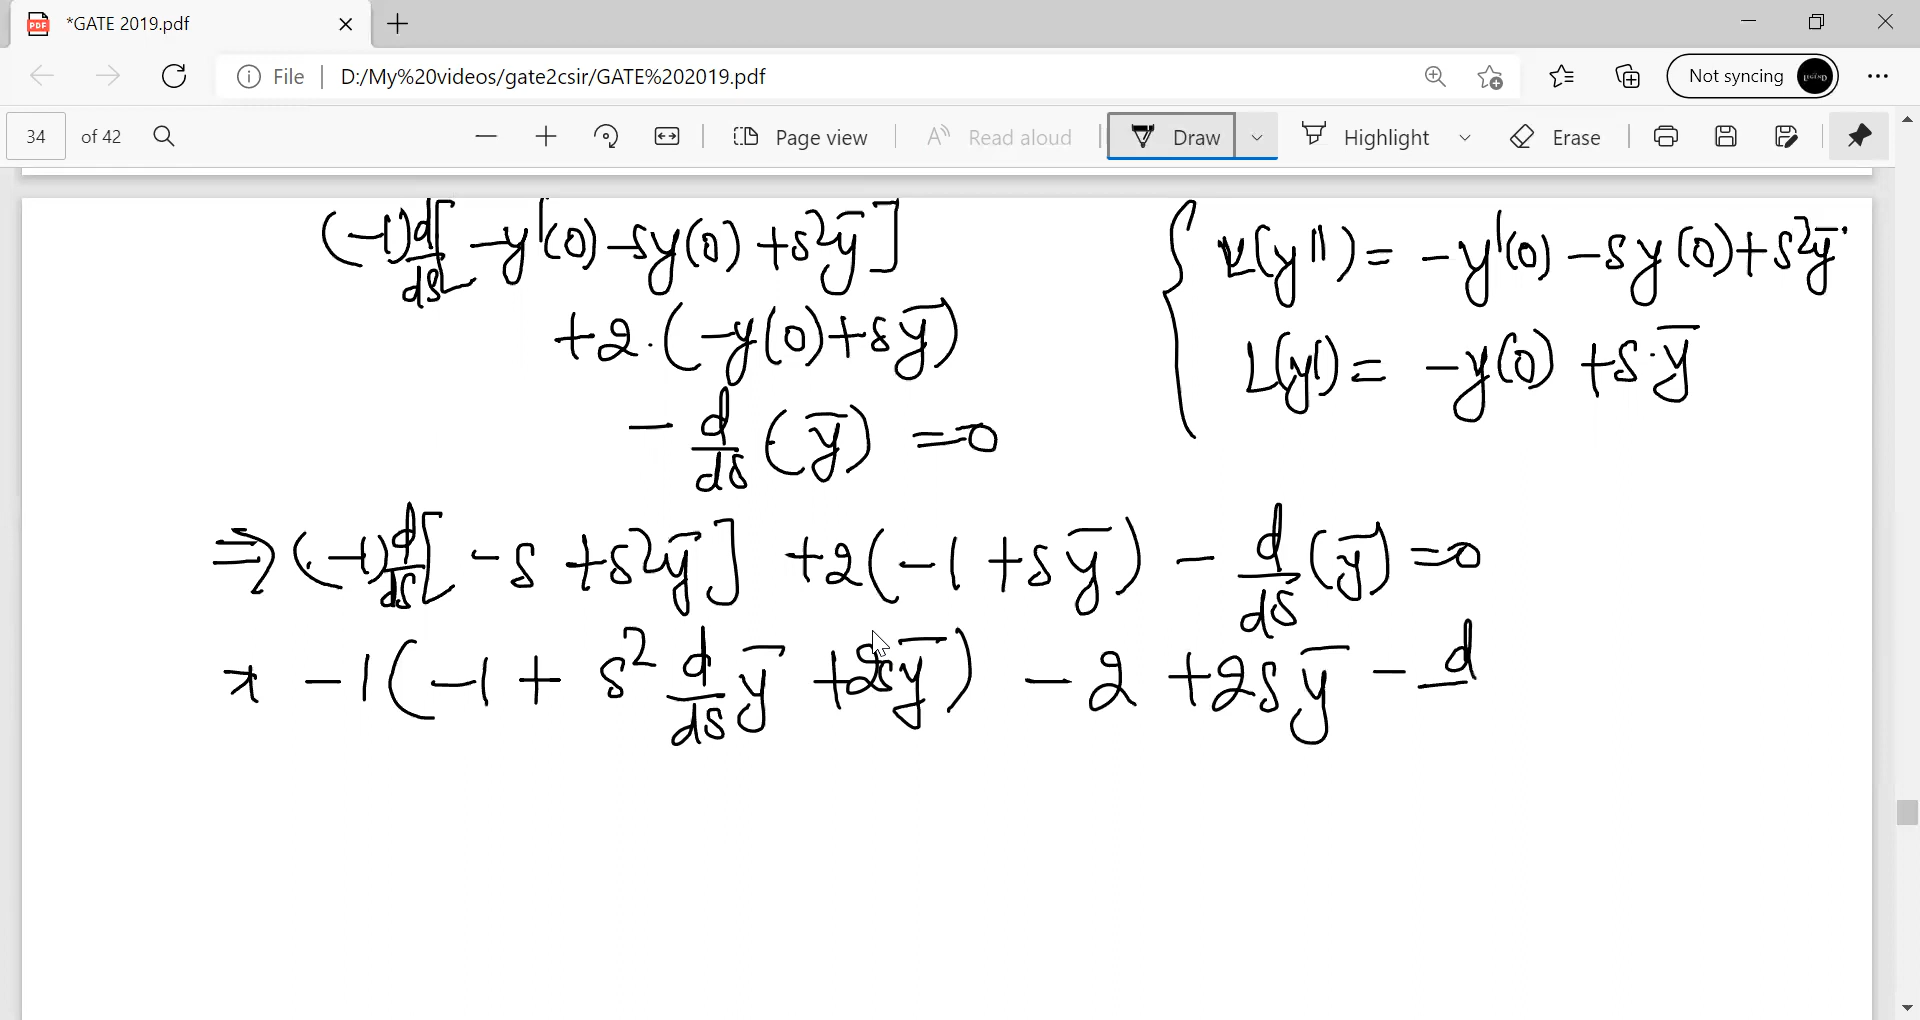 *GATE 2019.pdf
File | D:/My%20videos/gate2csir/GATE%202019.pdf
Not syncing
34 of 42
Page view
Read aloud
Draw
Highlight
Erase
(-1) d/ds [-y'(0) - sy(0) + s²ȳ]
+2·(-y(0) + sȳ)
- d/ds (ȳ) = 0
{ L(y'') = -y'(0) - sy(0) + s²ȳ
L(y') = -y(0) + s·ȳ
⇒ (-1) d/ds [-s + s²ȳ] + 2(-1 + sȳ) - d/ds (ȳ) = 0
-1(-1 + s² d/ds ȳ + 2sȳ) - 2 + 2sȳ - d